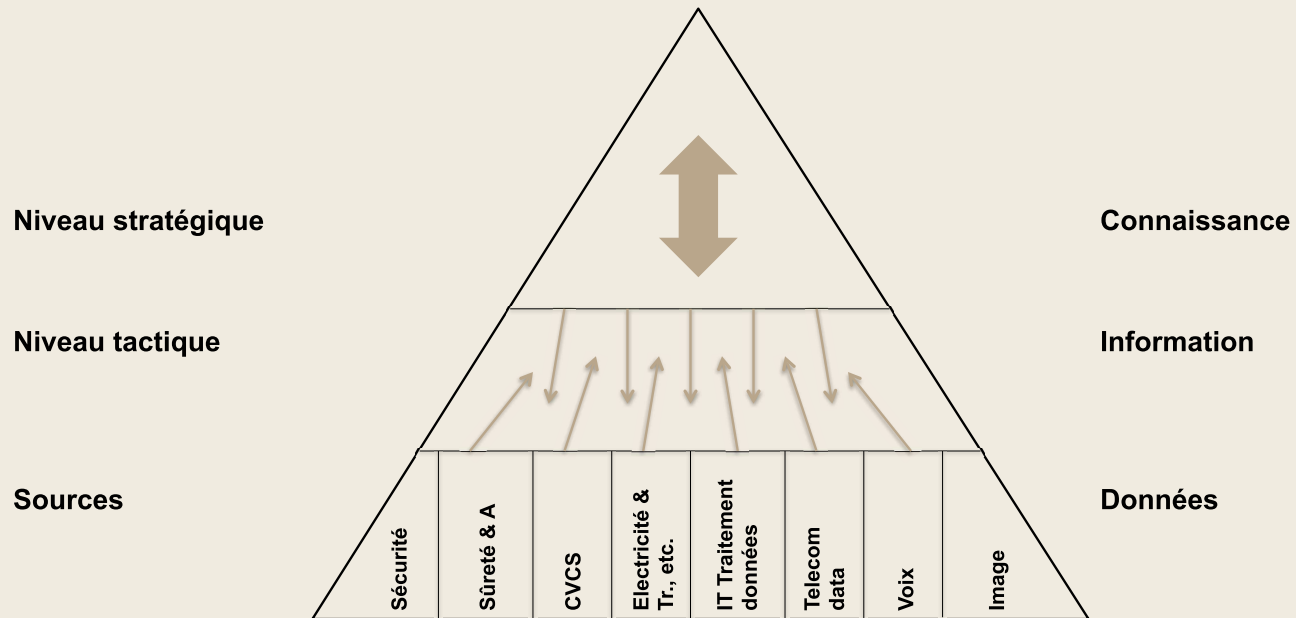 Niveau stratégique
Connaissance
Niveau tactique
Information
Sources
Données
Sécurité
Sûreté & A
CVCS
Electricité &
Tr., etc.
IT Traitement
données
Telecom
data
Voix
Image